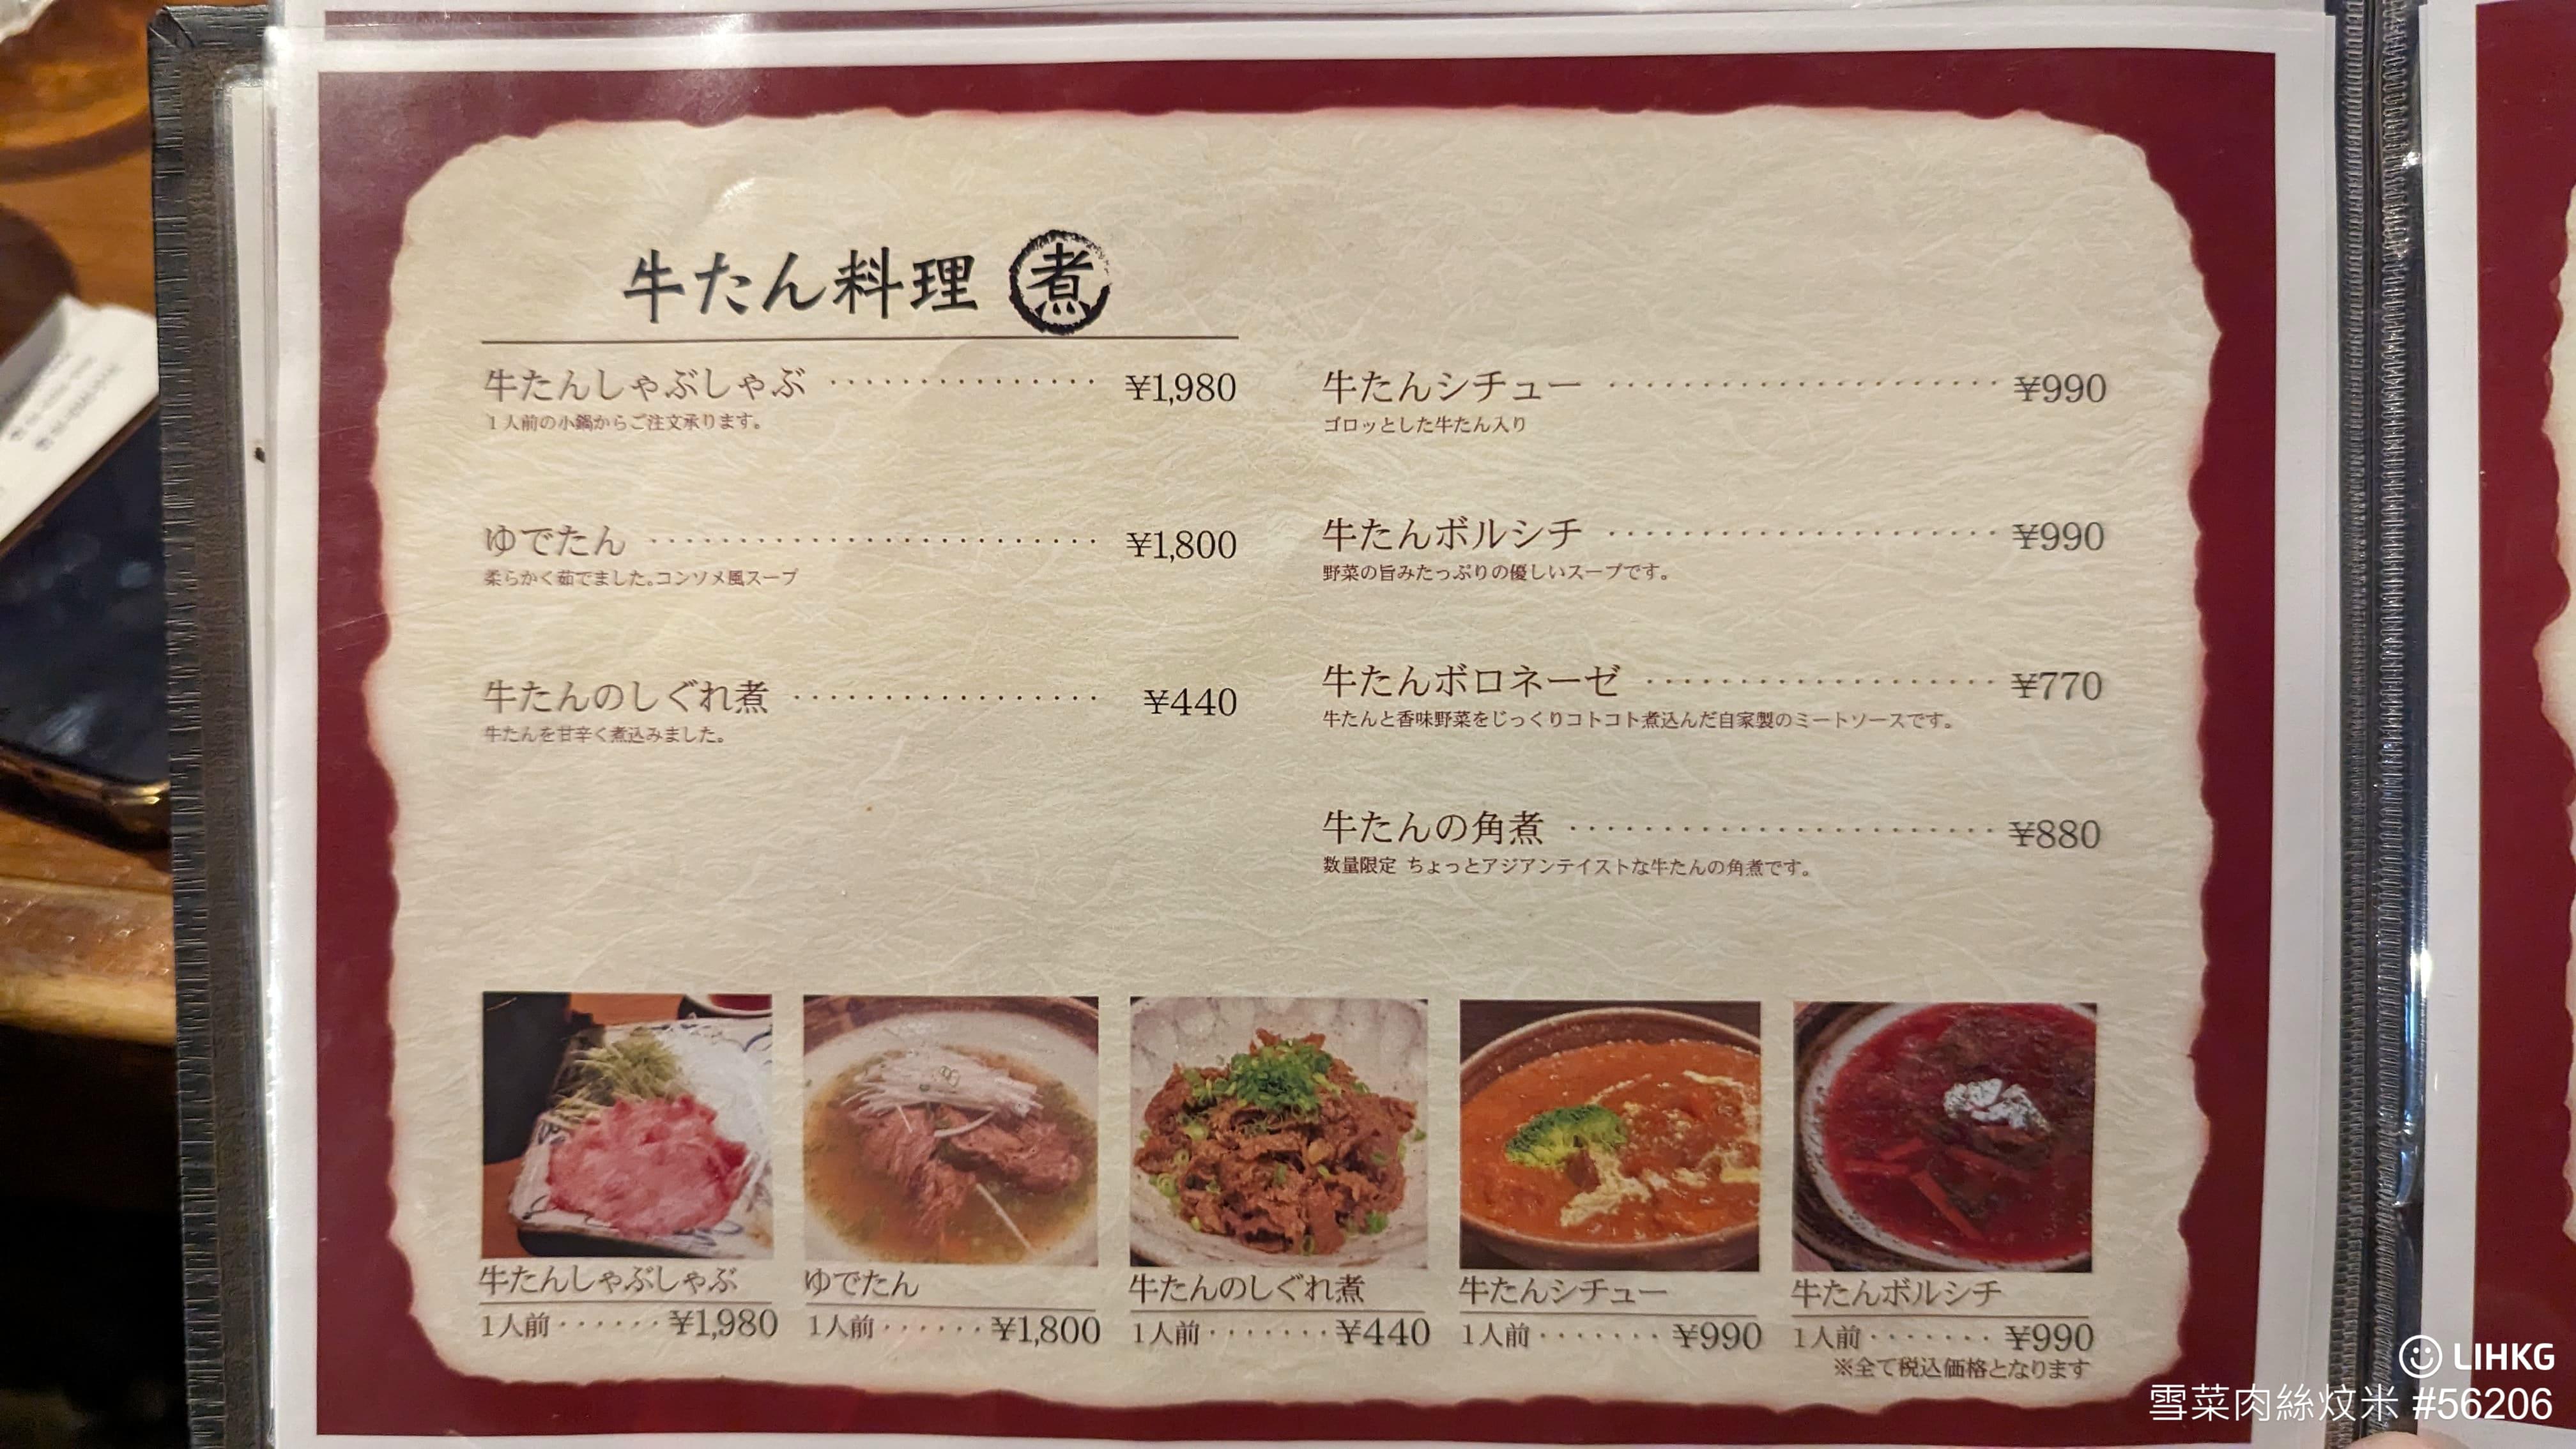 牛たん料理 煮
牛たんしゃぶしゃぶ ¥1,980
1人前の小鍋からご注文承ります。
ゆでたん ¥1,800
柔らかく茹でました。コンソメ風スープ
牛たんのしぐれ煮 ¥440
牛たんを甘辛く煮込みました。
牛たんシチュー ¥990
ゴロッとした牛たん入り
牛たんボルシチ ¥990
野菜の旨みたっぷりの優しいスープです。
牛たんボロネーゼ ¥770
牛たんと香味野菜をじっくりコトコト煮込んだ自家製のミートソースです。
牛たんの角煮 ¥880
数量限定 ちょっとアジアンテイストな牛たんの角煮です。
牛たんしゃぶしゃぶ
1人前 ¥1,980
ゆでたん
1人前 ¥1,800
牛たんのしぐれ煮
1人前 ¥440
牛たんシチュー
1人前 ¥990
牛たんボルシチ
1人前 ¥990
※全て税込価格となります
LIHKG
雪菜肉絲炆米 #56206